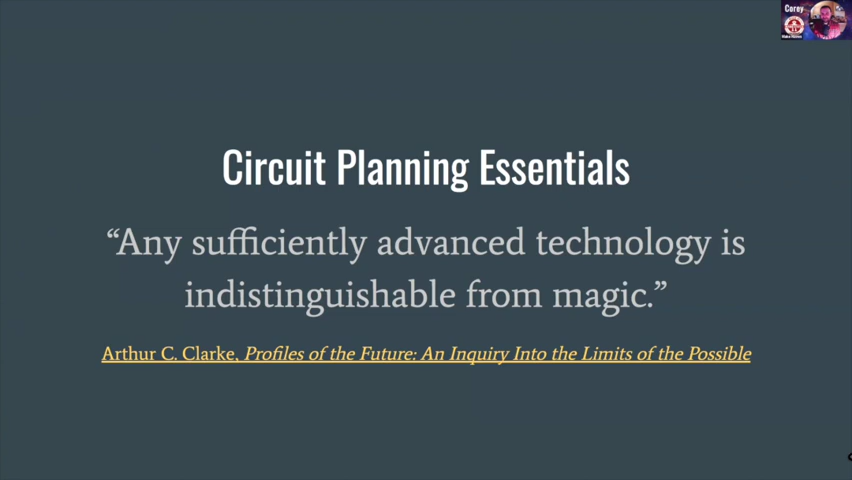 Corey
Circuit Planning Essentials
“Any sufficiently advanced technology is
indistinguishable from magic.”
Arthur C. Clarke, Profiles of the Future: An Inquiry Into the Limits of the Possible